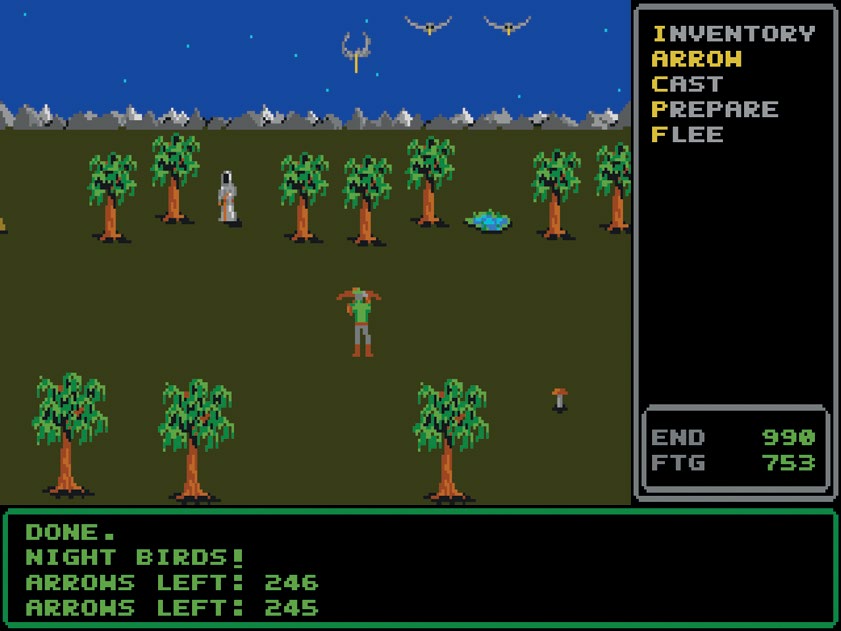 INVENTORY
ARROW
CAST
PREPARE
FLEE
END 990
FTG 753
DONE.
NIGHT BIRDS!
ARROWS LEFT: 246
ARROWS LEFT: 245